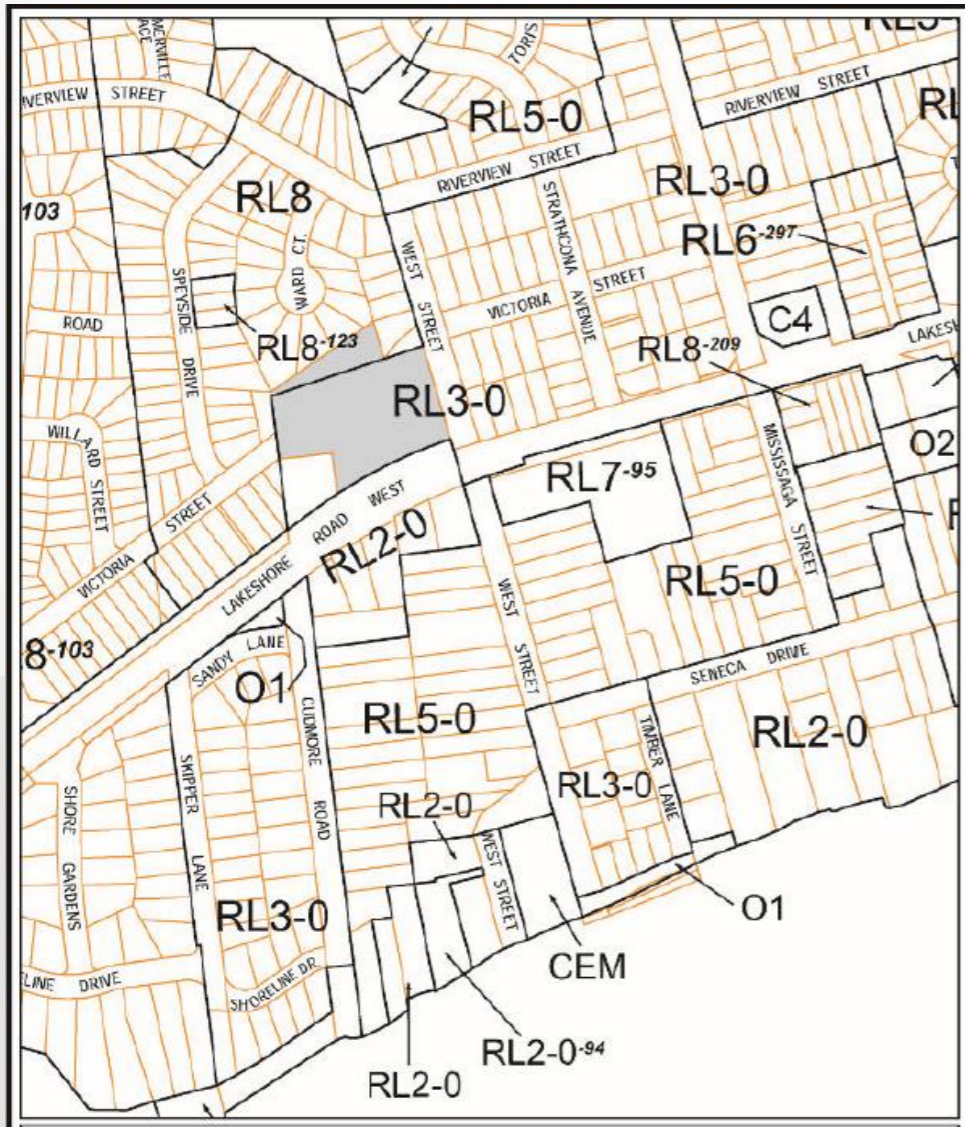 MERVILLE
RIVERVIEW STREET
TORIS
RL5-0
RIVERVIEW STREET
RIVERVIEW STREET
RL8
RL3-0
STRATHCONA AVENUE
103
WARD CT.
WEST STREET
RL6-297
SPEYSIDE DRIVE
VICTORIA STREET
C4
ROAD
RL8-123
RL8-209
LAKESH
RL3-0
WILLARD STREET
MISSISSAGA STREET
O2
RL7-95
VICTORIA STREET
LAKESHORE ROAD WEST
RL2-0
RL5-0
WEST STREET
8-103
SANDY LANE
SENECA DRIVE
O1
CUDMORE ROAD
RL5-0
RL2-0
TIMBER LANE
SKIPPER LANE
RL3-0
SHORE GARDENS
RL2-0
WEST STREET
O1
RL3-0
CEM
LINE DRIVE
SHORELINE DR.
RL2-0-94
RL2-0